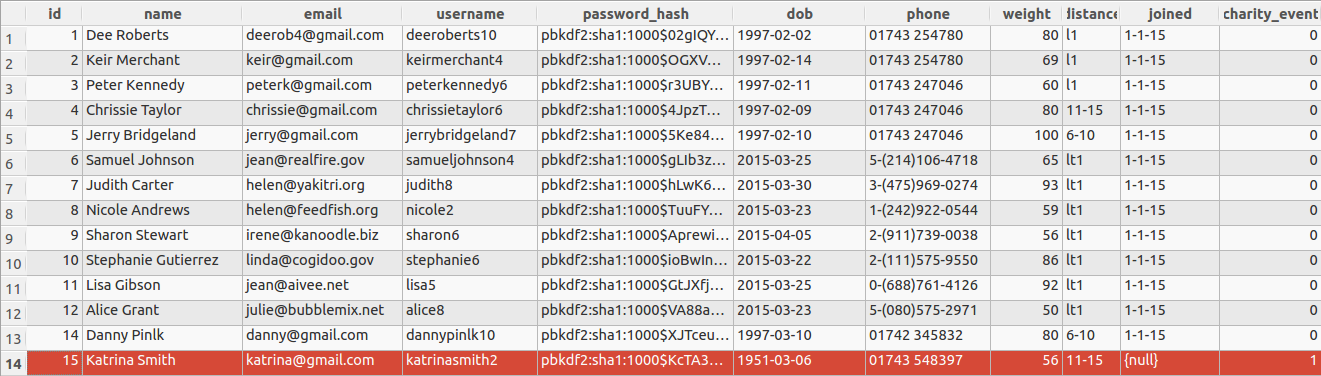 id name email username password_hash dob phone weight distance joined charity_event
1 1 Dee Roberts deerob4@gmail.com deeroberts10 pbkdf2:sha1:1000$02gIQY... 1997-02-02 01743 254780 80 l1 1-1-15 0
2 2 Keir Merchant keir@gmail.com keirmerchant4 pbkdf2:sha1:1000$OGXV... 1997-02-14 01743 254780 69 l1 1-1-15 0
3 3 Peter Kennedy peterk@gmail.com peterkennedy6 pbkdf2:sha1:1000$r3UBY... 1997-02-11 01743 247046 60 l1 1-1-15 0
4 4 Chrissie Taylor chrissie@gmail.com chrissietaylor6 pbkdf2:sha1:1000$4JpzT... 1997-02-09 01743 247046 80 11-15 1-1-15 0
5 5 Jerry Bridgeland jerry@gmail.com jerrybridgeland7 pbkdf2:sha1:1000$5Ke84... 1997-02-10 01743 247046 100 6-10 1-1-15 0
6 6 Samuel Johnson jean@realfire.gov samueljohnson4 pbkdf2:sha1:1000$gLIb3z... 2015-03-25 5-(214)106-4718 65 lt1 1-1-15 0
7 7 Judith Carter helen@yakitri.org judith8 pbkdf2:sha1:1000$hLwK6... 2015-03-30 3-(475)969-0274 93 lt1 1-1-15 0
8 8 Nicole Andrews helen@feedfish.org nicole2 pbkdf2:sha1:1000$TuuFY... 2015-03-23 1-(242)922-0544 59 lt1 1-1-15 0
9 9 Sharon Stewart irene@kanoodle.biz sharon6 pbkdf2:sha1:1000$Aprewi... 2015-04-05 2-(911)739-0038 56 lt1 1-1-15 0
10 10 Stephanie Gutierrez linda@cogidoo.gov stephanie6 pbkdf2:sha1:1000$ioBwIn... 2015-03-22 2-(111)575-9550 86 lt1 1-1-15 0
11 11 Lisa Gibson jean@aivee.net lisa5 pbkdf2:sha1:1000$GtJXfj... 2015-03-25 0-(688)761-4126 92 lt1 1-1-15 0
12 12 Alice Grant julie@bubblemix.net alice8 pbkdf2:sha1:1000$VA88a... 2015-03-23 5-(080)575-2971 50 lt1 1-1-15 0
13 14 Danny Pinlk danny@gmail.com dannypinlk10 pbkdf2:sha1:1000$XJTceu... 1997-03-10 01742 345832 80 6-10 1-1-15 0
14 15 Katrina Smith katrina@gmail.com katrinasmith2 pbkdf2:sha1:1000$KcTA3... 1951-03-06 01743 548397 56 11-15 {null} 1